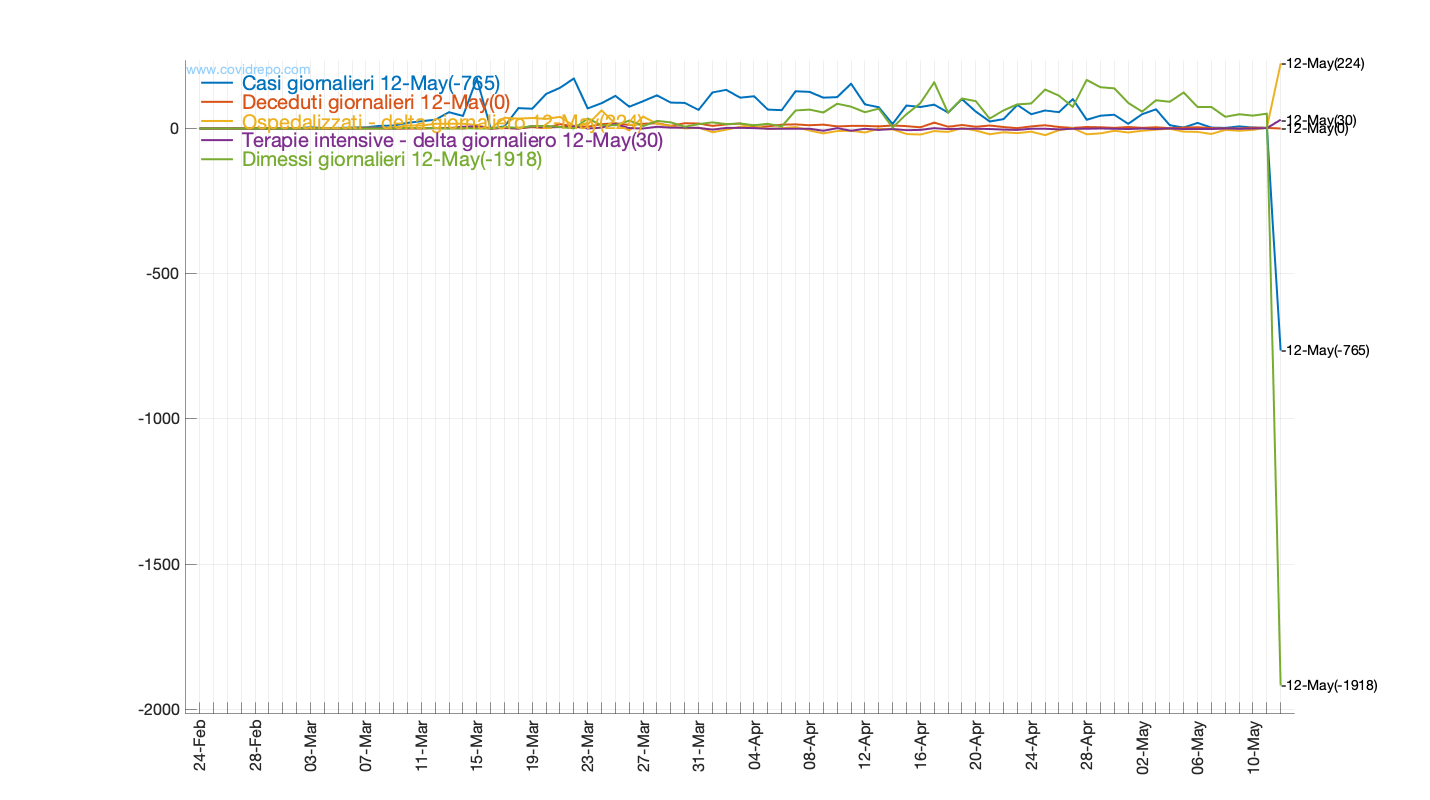 www.covidrepo.com
Casi giornalieri 12-May(-765)
Deceduti giornalieri 12-May(0)
Ospedalizzati - delta giornaliero 12-May(224)
Terapie intensive - delta giornaliero 12-May(30)
Dimessi giornalieri 12-May(-1918)
12-May(224)
12-May(30)
12-May(0)
12-May(-765)
12-May(-1918)
0
-500
-1000
-1500
-2000
24-Feb
28-Feb
03-Mar
07-Mar
11-Mar
15-Mar
19-Mar
23-Mar
27-Mar
31-Mar
04-Apr
08-Apr
12-Apr
16-Apr
20-Apr
24-Apr
28-Apr
02-May
06-May
10-May